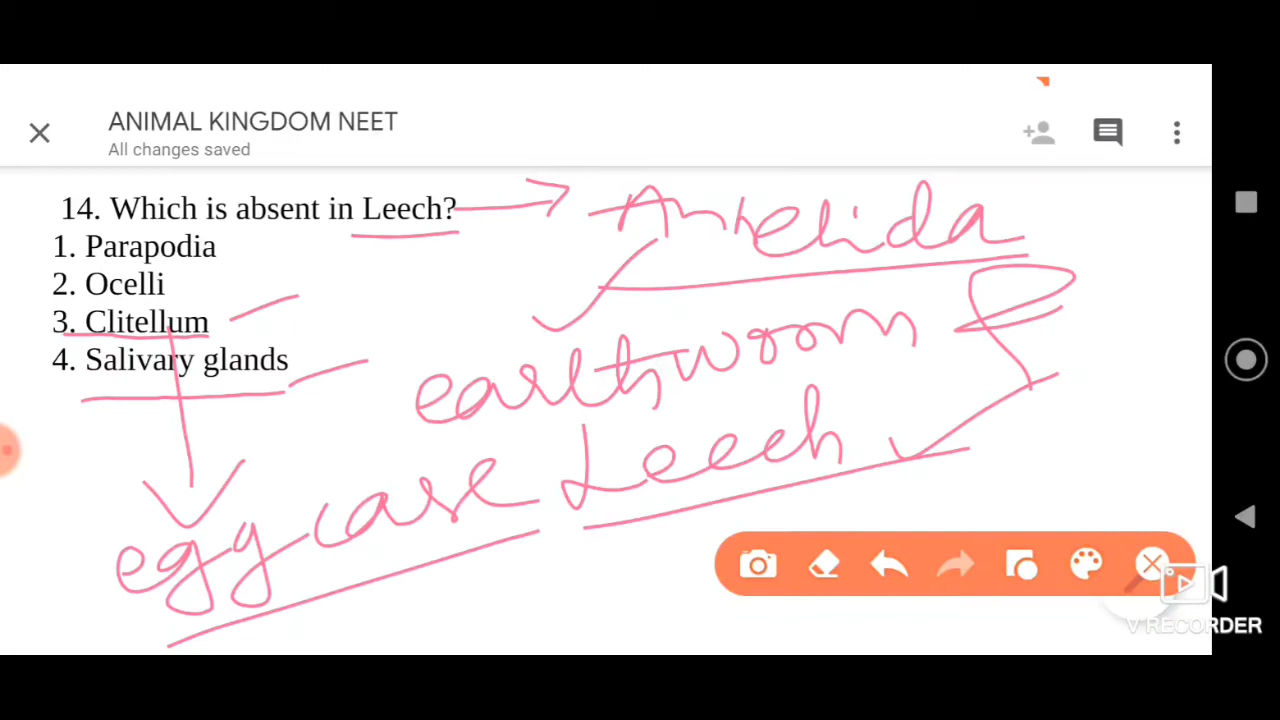 ANIMAL KINGDOM NEET
All changes saved
14. Which is absent in Leech?
Annelida
1. Parapodia
2. Ocelli
3. Clitellum
4. Salivary glands
earthworm
Leech
egg case
V RECORDER